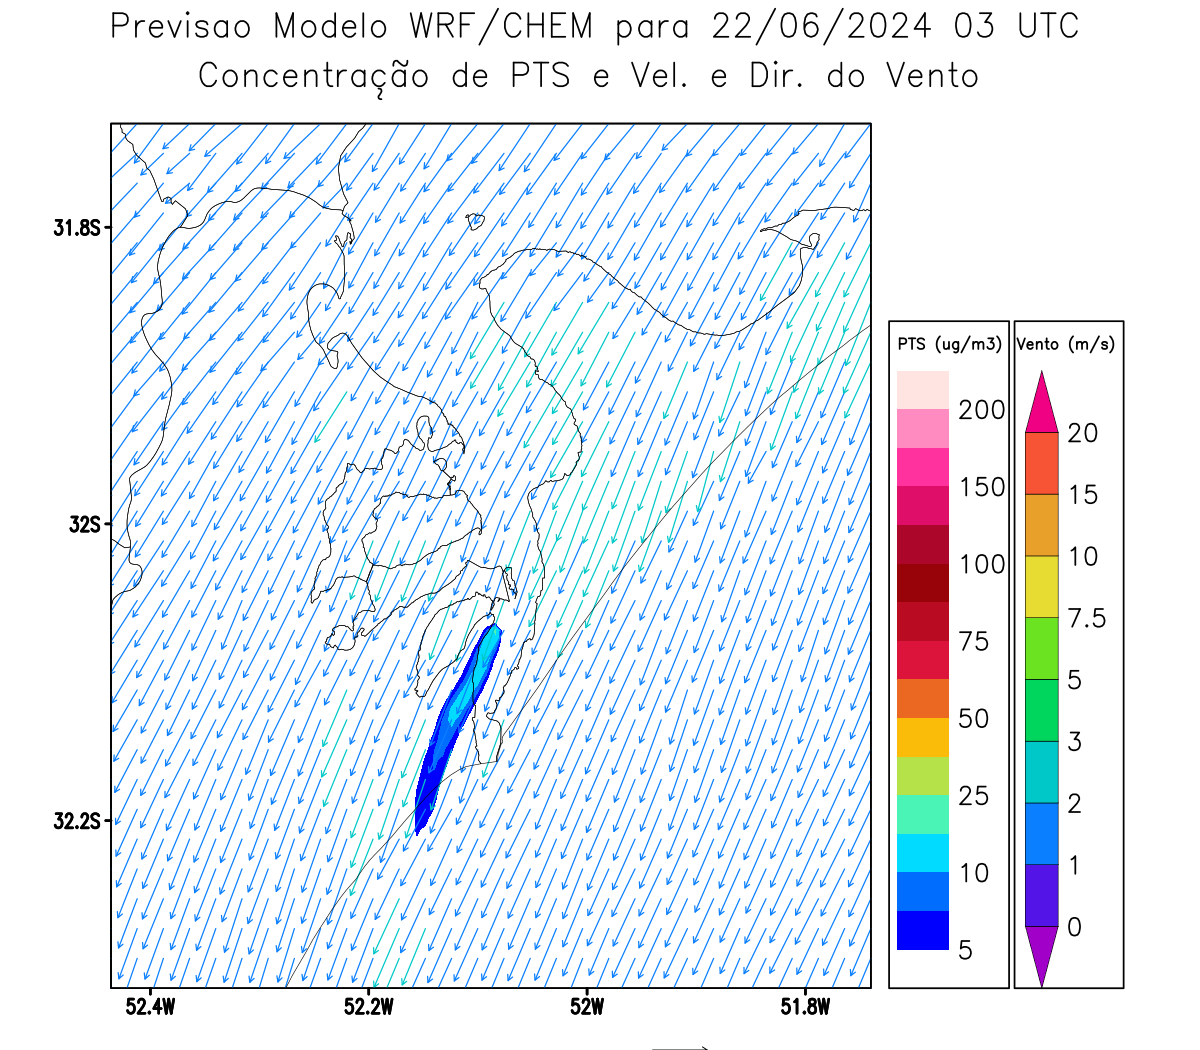 Previsao Modelo WRF/CHEM para 22/06/2024 03 UTC
Concentração de PTS e Vel. e Dir. do Vento
31.8S
32S
32.2S
52.4W
52.2W
52W
51.8W
PTS (ug/m3)
200
150
100
75
50
25
10
5
Vento (m/s)
20
15
10
7.5
5
3
2
1
0